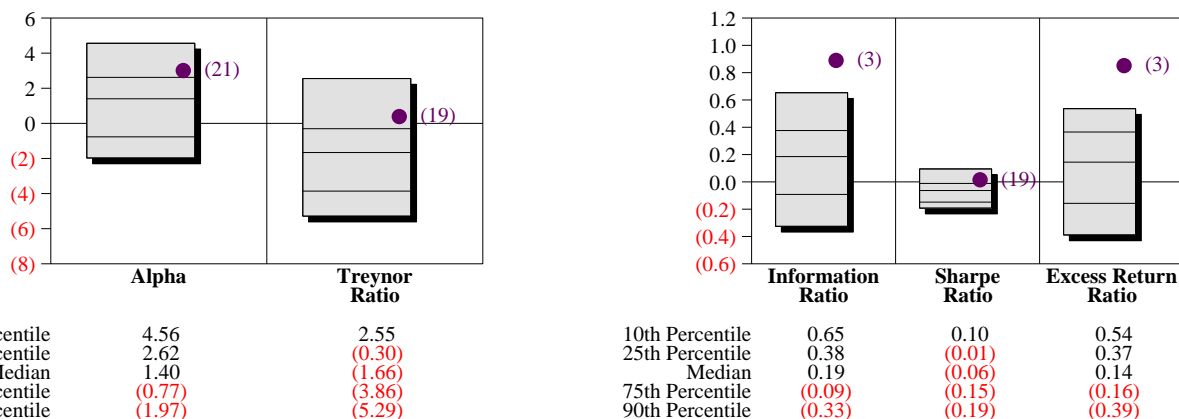 6
4
2
0
(2)
(4)
(6)
(8)
(21)
(19)
Alpha
Treynor
Ratio
centile 4.56 2.55
centile 2.62 (0.30)
Median 1.40 (1.66)
centile (0.77) (3.86)
centile (1.97) (5.29)
1.2
1.0
0.8
0.6
0.4
0.2
0.0
(0.2)
(0.4)
(0.6)
(3)
(19)
(3)
Information
Ratio
Sharpe
Ratio
Excess Return
Ratio
10th Percentile 0.65 0.10 0.54
25th Percentile 0.38 (0.01) 0.37
Median 0.19 (0.06) 0.14
75th Percentile (0.09) (0.15) (0.16)
90th Percentile (0.33) (0.19) (0.39)